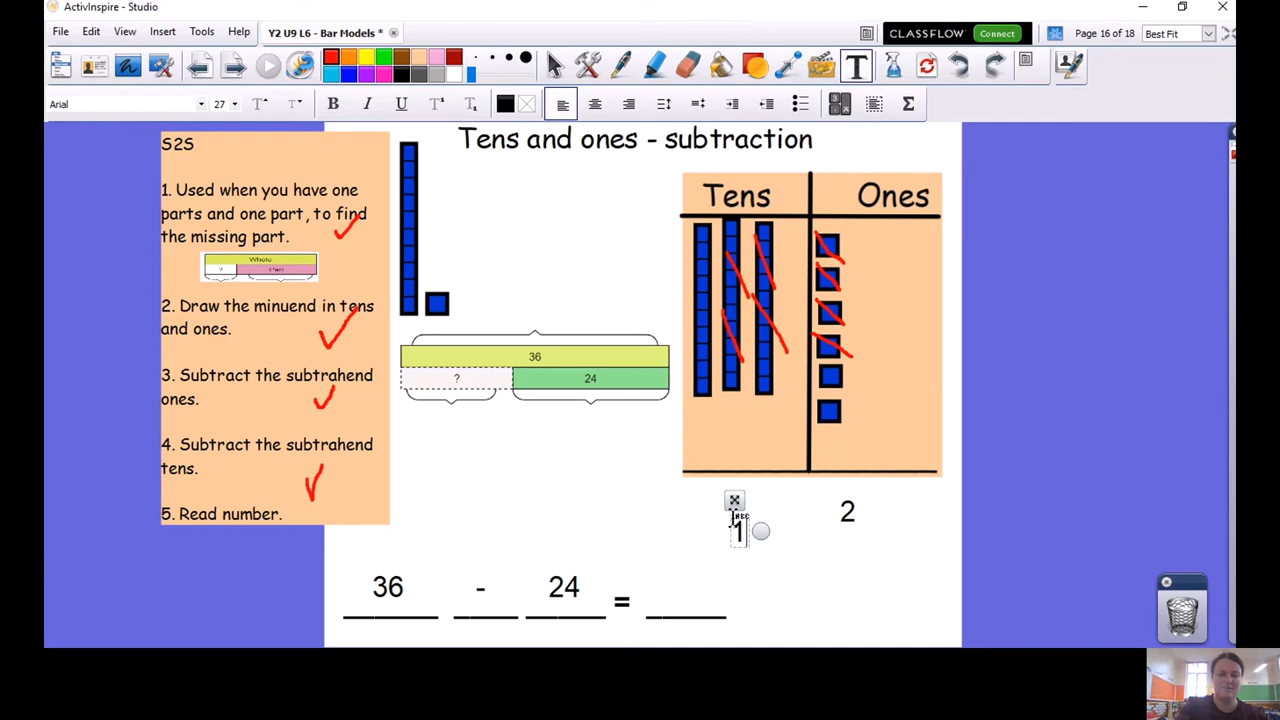 ActivInspire - Studio
File Edit View Insert Tools Help
Y2 U9 L6 - Bar Models *
CLASSFLOW Connect
Page 16 of 18
Best Fit
Arial 27
S2S
1. Used when you have one
parts and one part, to find
the missing part.
Whole
?
Part
2. Draw the minuend in tens
and ones.
3. Subtract the subtrahend
ones.
4. Subtract the subtrahend
tens.
5. Read number.
Tens and ones - subtraction
36
? 24
Tens Ones
1 2
36 - 24 =